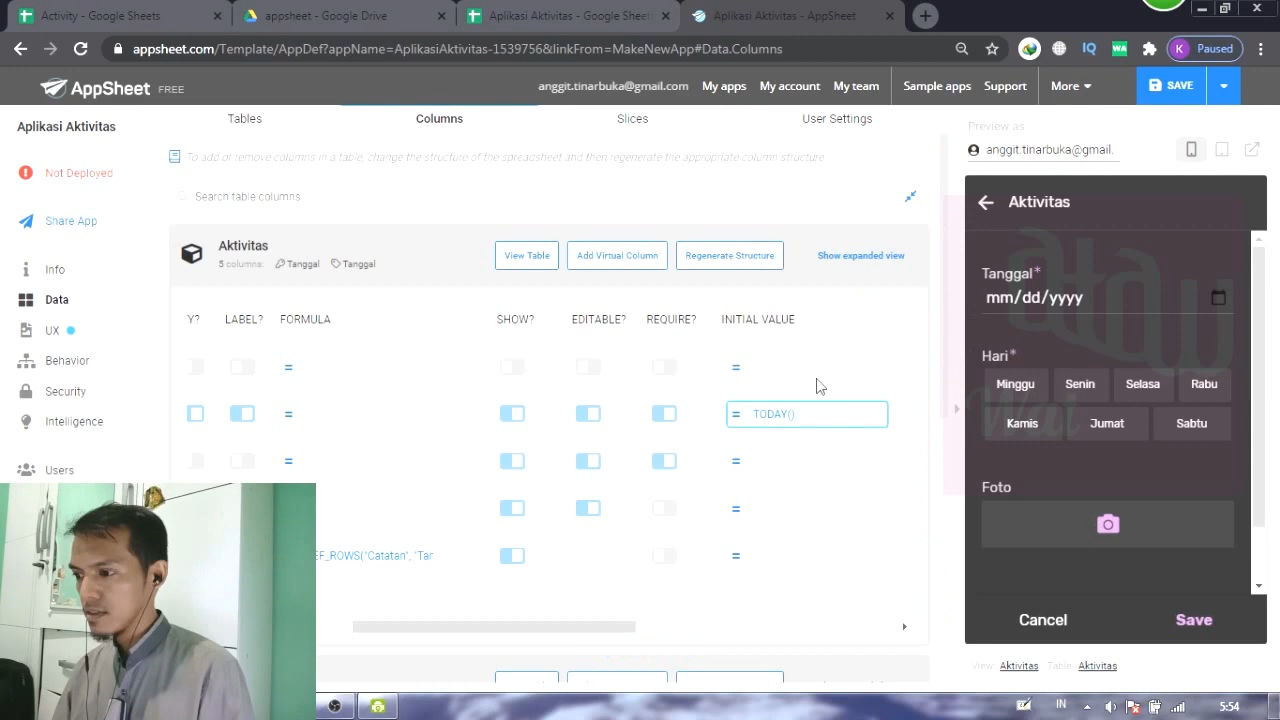 Activity - Google Sheets
appsheet - Google Drive
Aplikasi Aktivitas - Google Sheet
Aplikasi Aktivitas - AppSheet
appsheet.com/Template/AppDef?appName=AplikasiAktivitas-1539756&linkFrom=MakeNewApp#Data.Columns
IQ
WA
K
Paused
AppSheet FREE
anggit.tinarbuka@gmail.com
My apps
My account
My team
Sample apps
Support
More
SAVE
Aplikasi Aktivitas
Not Deployed
Share App
Info
Data
UX
Behavior
Security
Intelligence
Users
Tables
Columns
Slices
User Settings
To add or remove columns in a table, change the structure of the spreadsheet and then regenerate the appropriate column structure
Search table columns
Aktivitas
5 columns: Tanggal Tanggal
View Table
Add Virtual Column
Regenerate Structure
Show expanded view
Y?
LABEL?
FORMULA
SHOW?
EDITABLE?
REQUIRE?
INITIAL VALUE
= =
= = TODAY()
= =
=
EF_ROWS("Catatan", "Tar =
Preview as
anggit.tinarbuka@gmail.
Aktivitas
Tanggal*
mm/dd/yyyy
Hari*
Minggu
Senin
Selasa
Rabu
Kamis
Jumat
Sabtu
Foto
Cancel
Save
View: Aktivitas Table: Aktivitas
IN
5:54